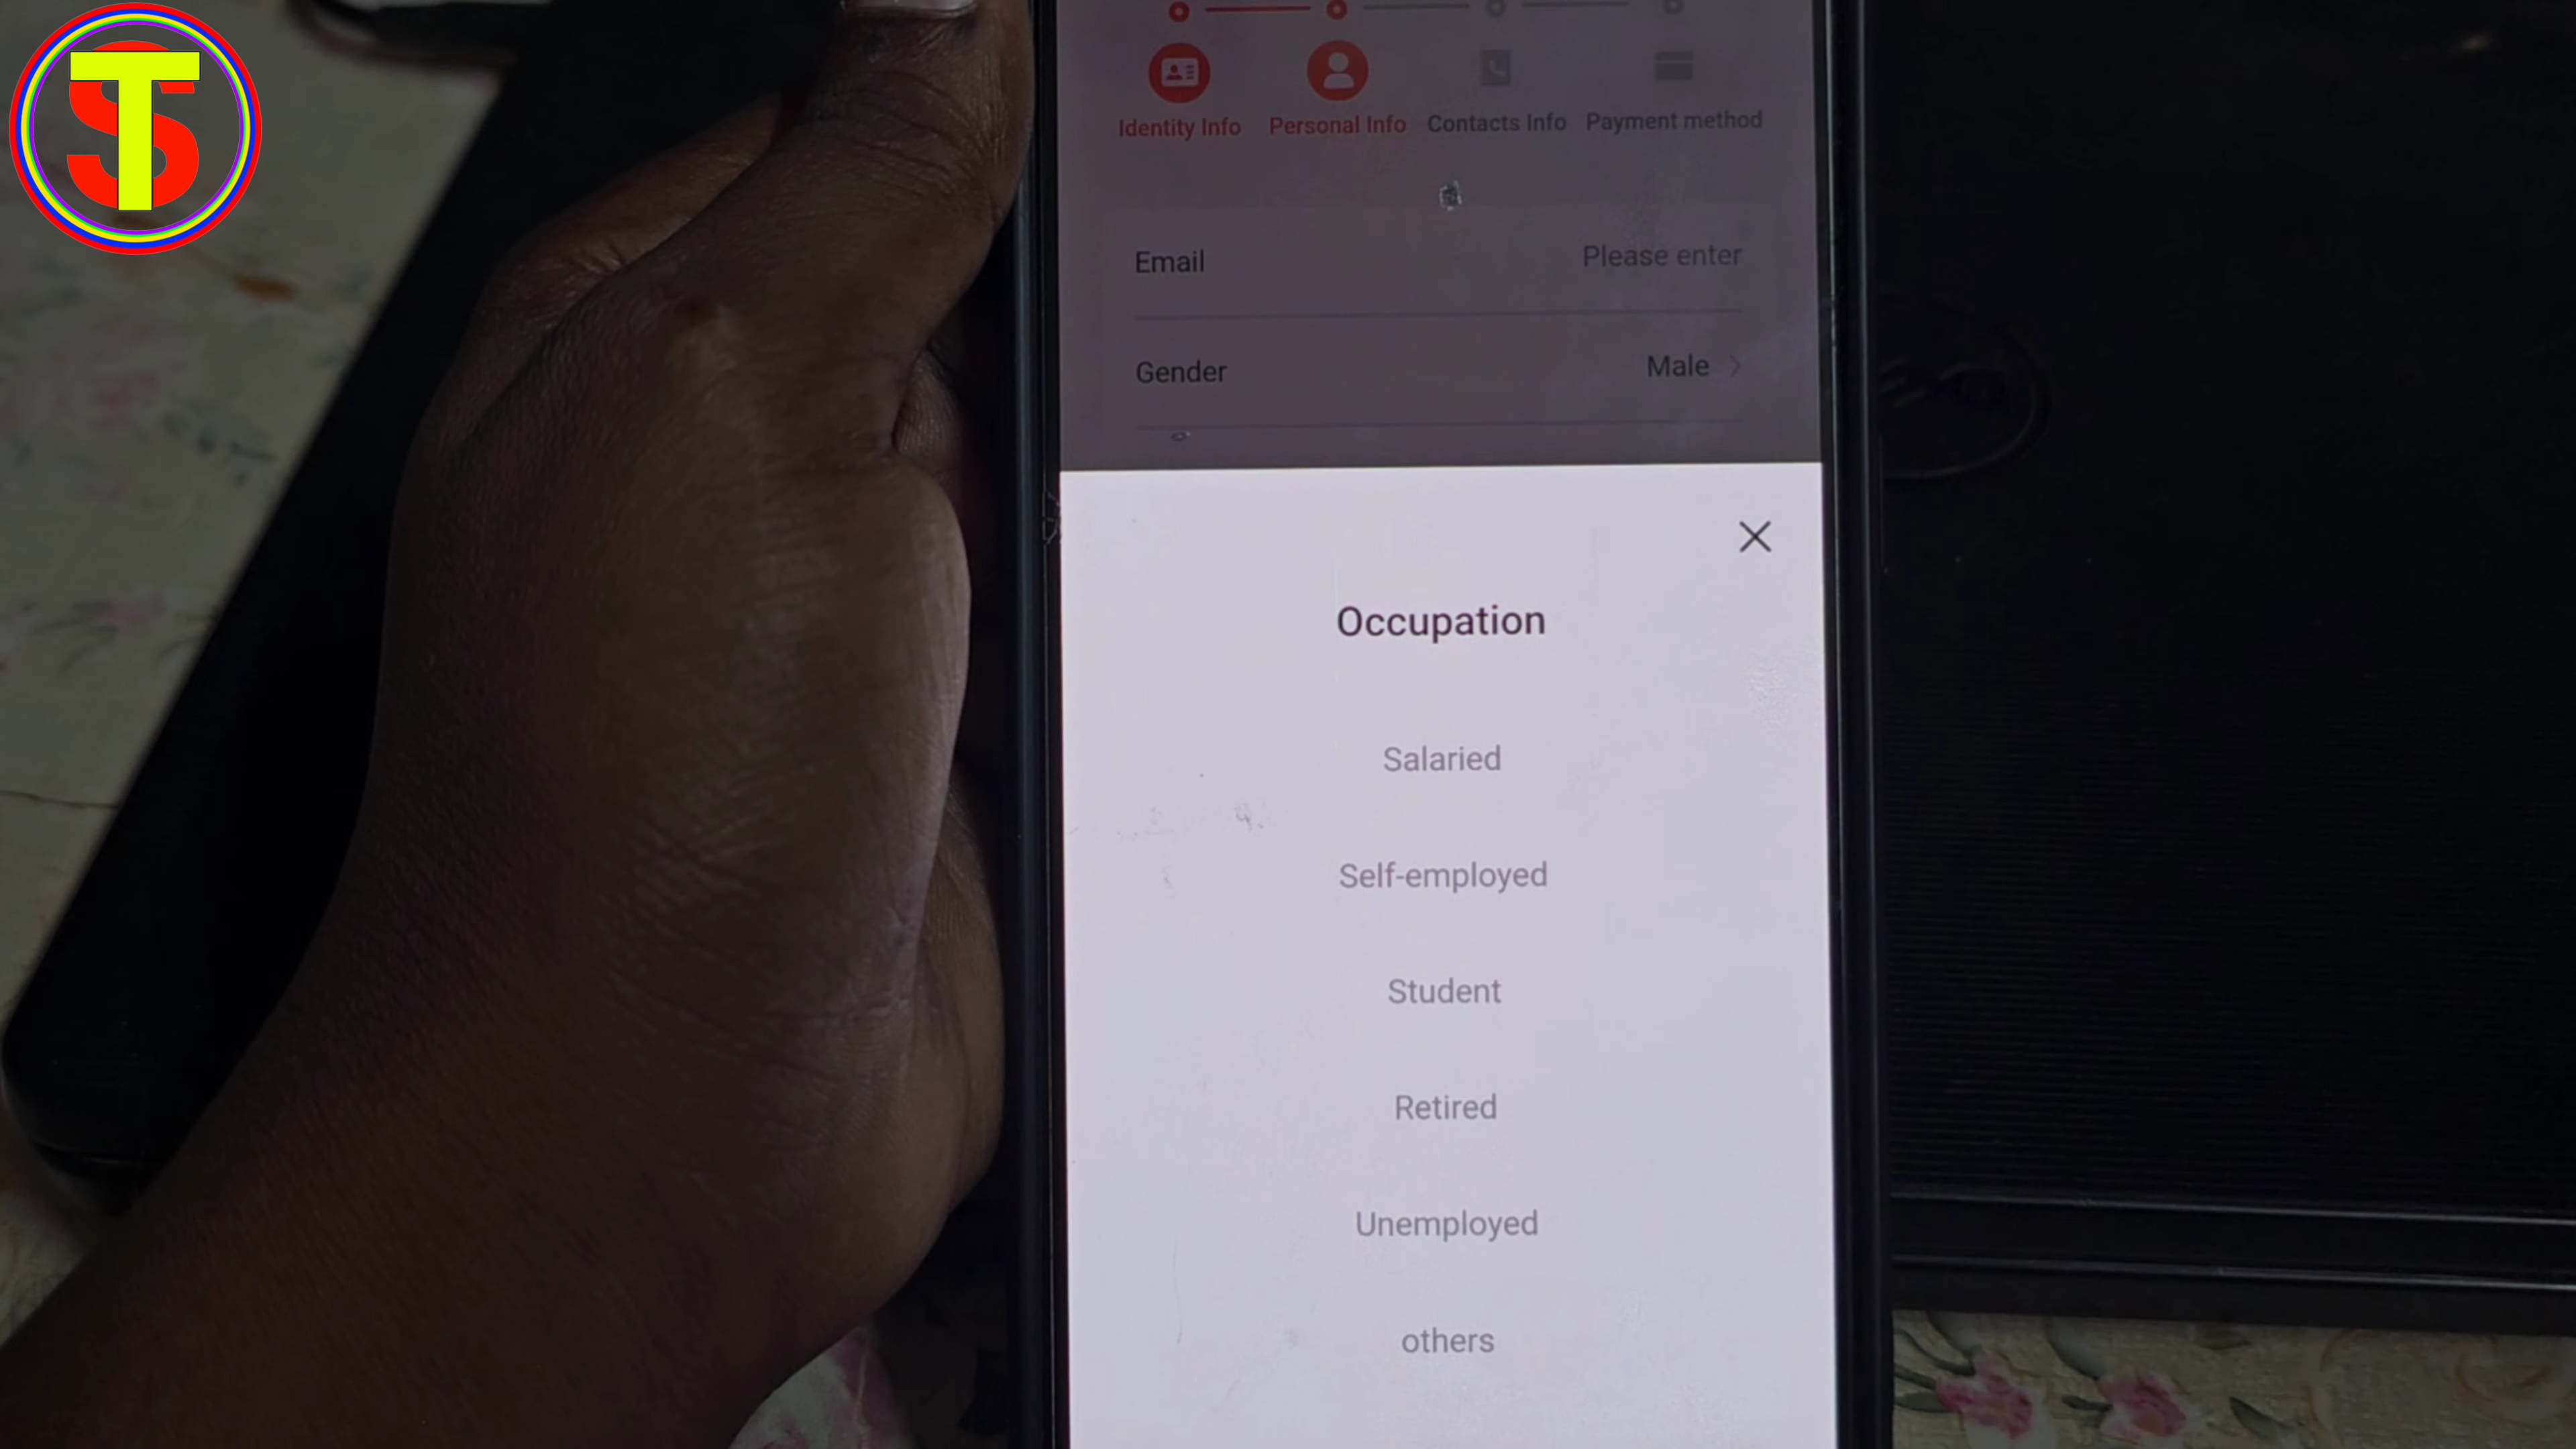 ST
Identity Info Personal Info Contacts Info Payment method
Email Please enter
Gender Male
Occupation
Salaried
Self-employed
Student
Retired
Unemployed
others